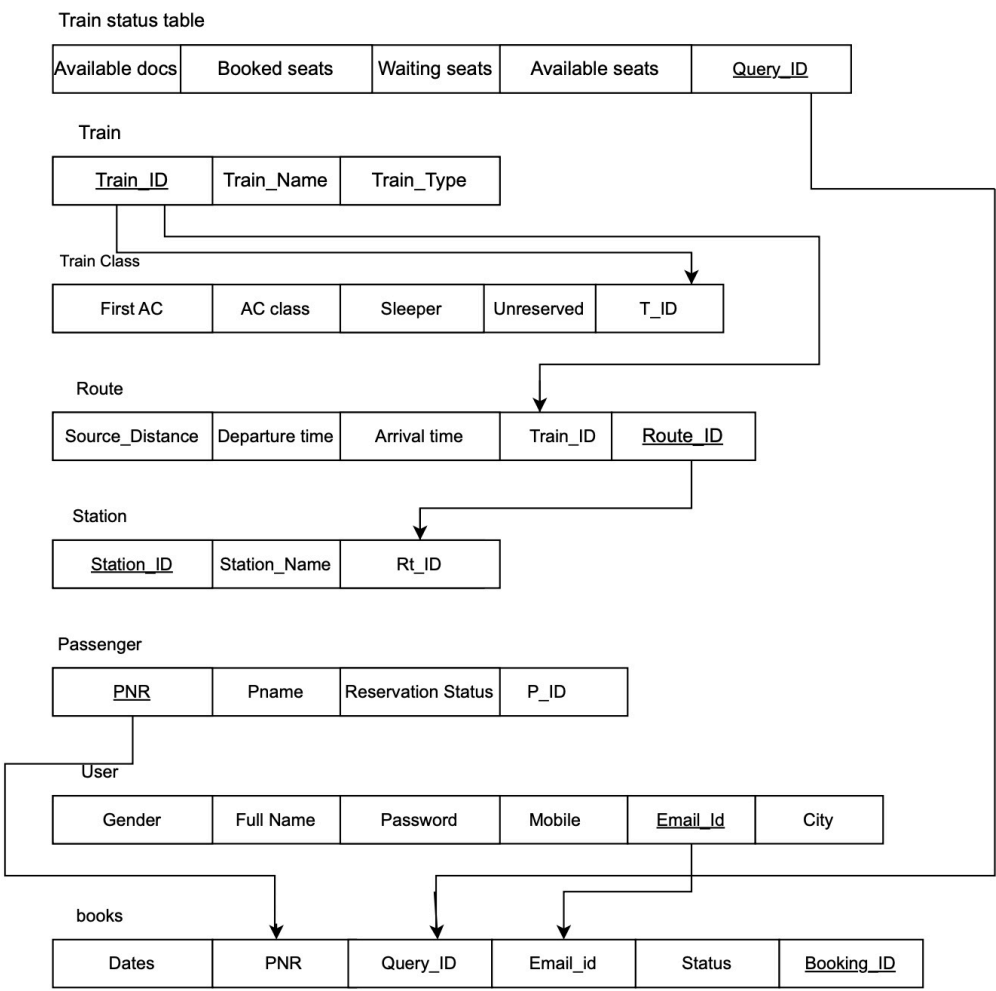 Train status table
Available docs Booked seats Waiting seats Available seats Query_ID
Train
Train_ID Train_Name Train_Type
Train Class
First AC AC class Sleeper Unreserved T_ID
Route
Source_Distance Departure time Arrival time Train_ID Route_ID
Station
Station_ID Station_Name Rt_ID
Passenger
PNR Pname Reservation Status P_ID
User
Gender Full Name Password Mobile Email_Id City
books
Dates PNR Query_ID Email_id Status Booking_ID